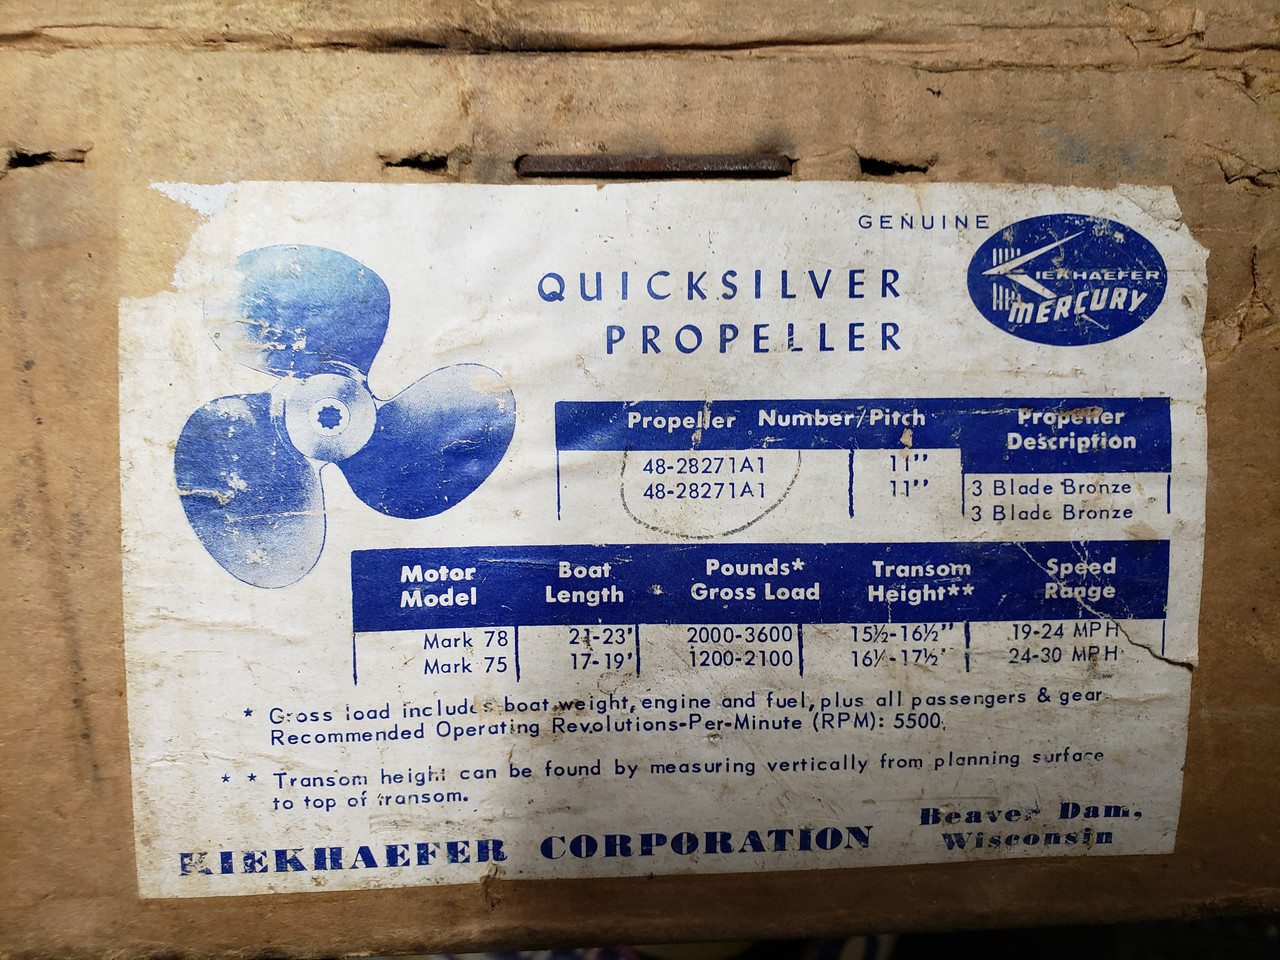 GENUINE
KIEKHAEFER
MERCURY
QUICKSILVER
PROPELLER
Propeller Number/Pitch Propeller Description
48-28271A1 11" 3 Blade Bronze
48-28271A1 11" 3 Blade Bronze
Motor Model Boat Length Pounds* Gross Load Transom Height** Speed Range
Mark 78 21-23' 2000-3600 15½-16½" 19-24 MPH
Mark 75 17-19' 1200-2100 24-30 MPH
* Gross load includes boat weight, engine and fuel, plus all passengers & gear
Recommended Operating Revolutions-Per-Minute (RPM): 5500.
* * Transom height can be found by measuring vertically from planning surface
to top of transom.
KIEKHAEFER CORPORATION Beaver Dam, Wisconsin